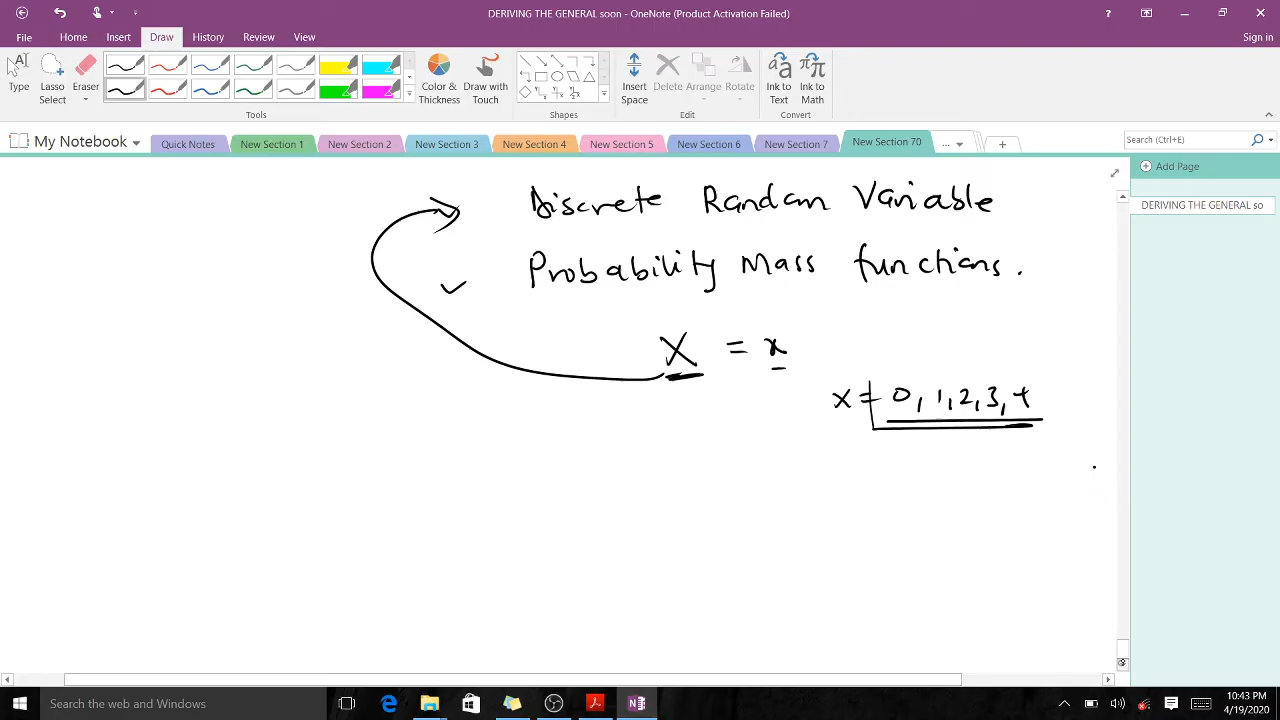 DERIVING THE GENERAL soon - OneNote (Product Activation Failed)
File Home Insert Draw History Review View Sign in
Type Lasso Select Eraser Color & Thickness Draw with Touch Insert Space Delete Arrange Rotate Ink to Text Ink to Math
Tools Shapes Edit Convert
My Notebook Quick Notes New Section 1 New Section 2 New Section 3 New Section 4 New Section 5 New Section 6 New Section 7 New Section 70 ... Search (Ctrl+E)
Add Page
DERIVING THE GENERAL so
Discrete Randam Variable
Probability Mass functions.
X = x
x = 0, 1, 2, 3, 4
Search the web and Windows
10:43 PM
4/19/2020